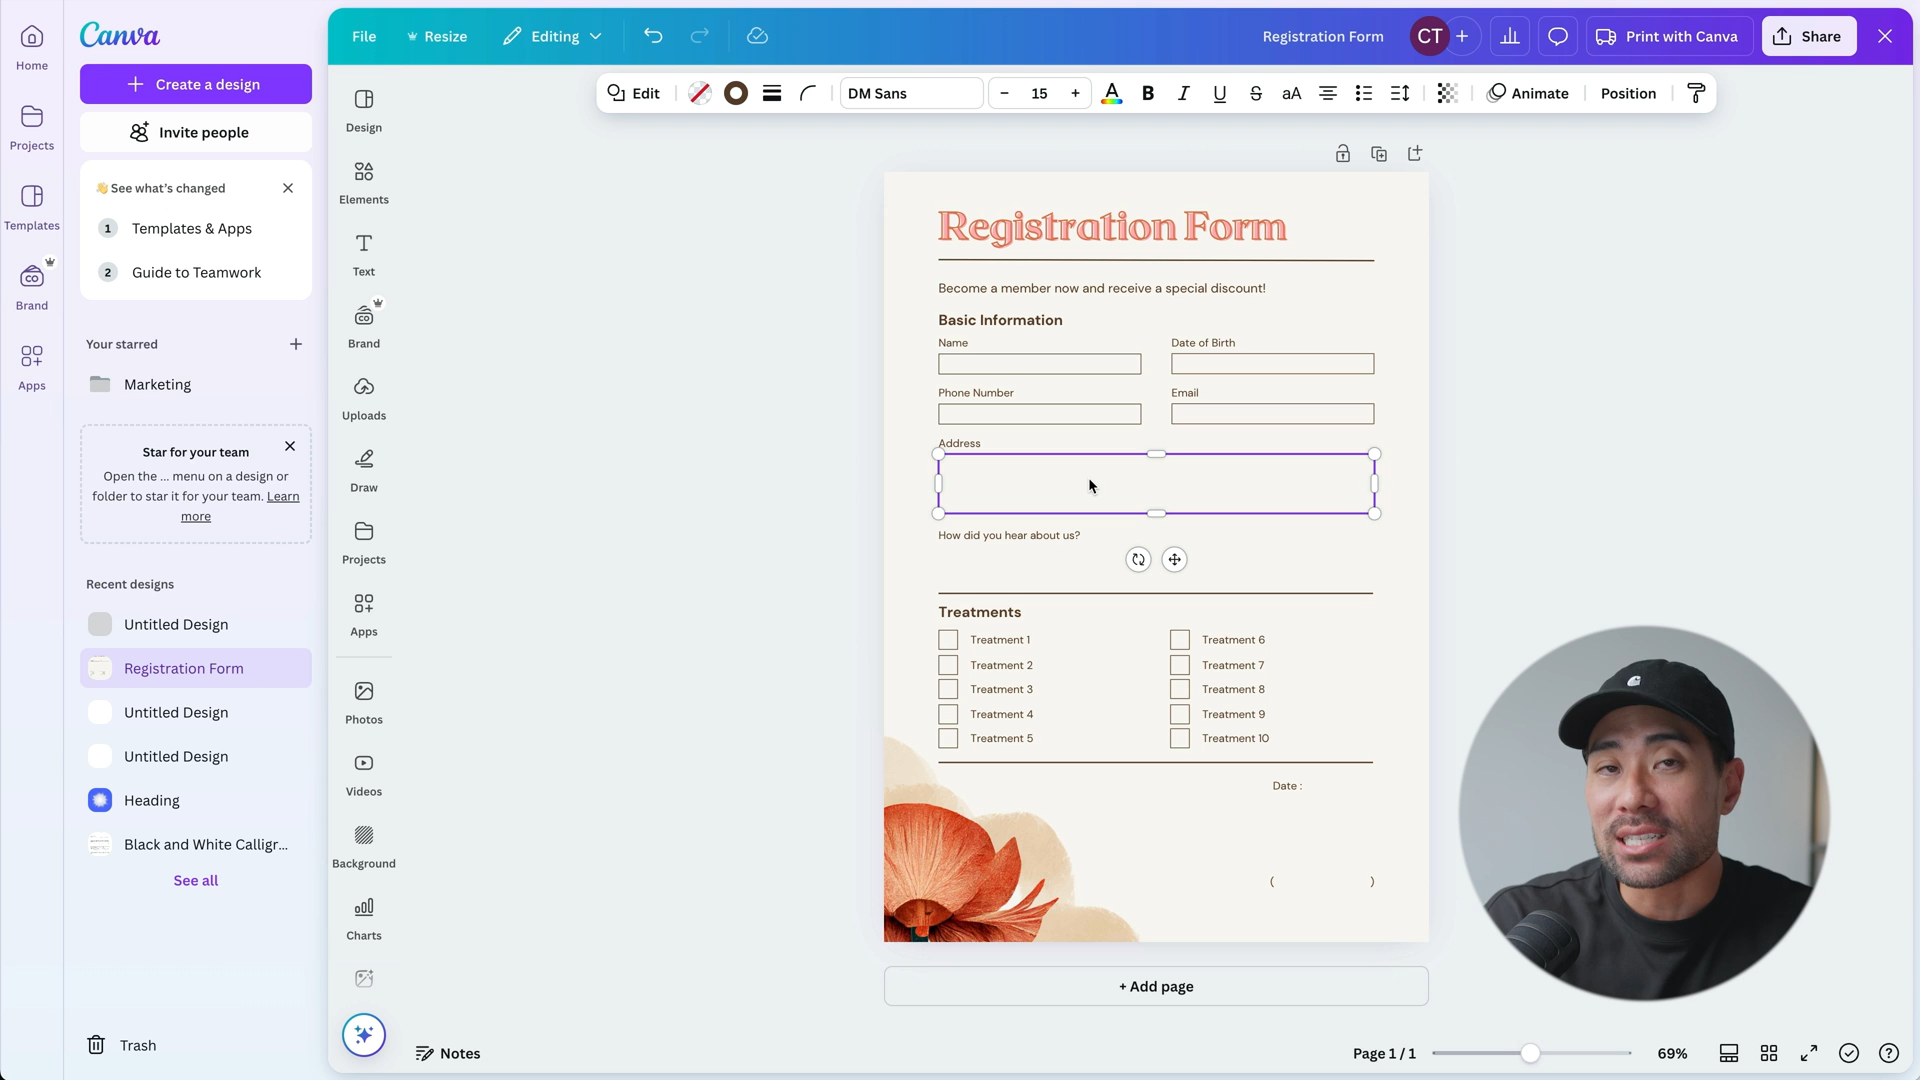 Home
Projects
Templates
Brand
Apps
Canva
Create a design
Invite people
👋 See what's changed
1 Templates & Apps
2 Guide to Teamwork
Your starred
Marketing
Star for your team
Open the ... menu on a design or
folder to star it for your team. Learn
more
Recent designs
Untitled Design
Registration Form
Untitled Design
Untitled Design
Heading
Black and White Calligr...
See all
Trash
File
Resize
Editing
Registration Form
CT
Print with Canva
Share
Design
Elements
Text
Brand
Uploads
Draw
Projects
Apps
Photos
Videos
Background
Charts
Edit
DM Sans
15
aA
Animate
Position
Registration Form
Become a member now and receive a special discount!
Basic Information
Name
Date of Birth
Phone Number
Email
Address
How did you hear about us?
Treatments
Treatment 1
Treatment 6
Treatment 2
Treatment 7
Treatment 3
Treatment 8
Treatment 4
Treatment 9
Treatment 5
Treatment 10
Date :
( )
+ Add page
Notes
Page 1 / 1
69%